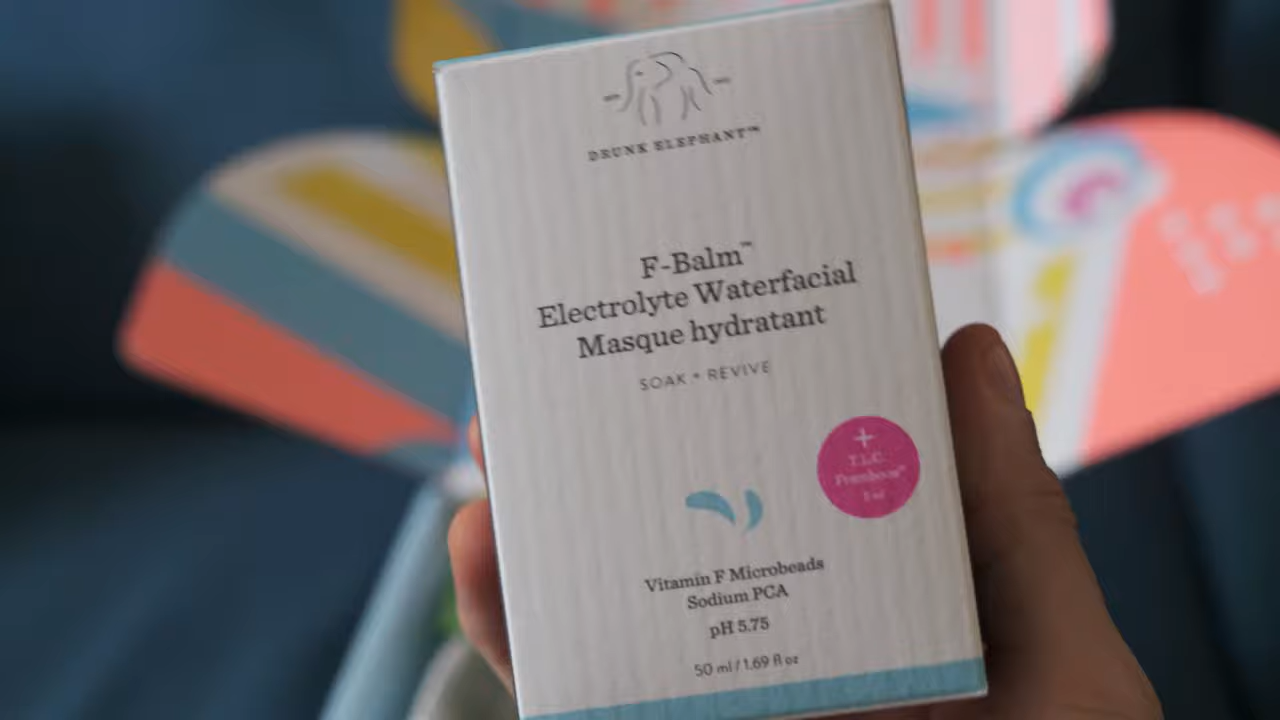 DRUNK ELEPHANT™
F-Balm™
Electrolyte Waterfacial
Masque hydratant
SOAK + REVIVE
+
T.L.C.
Framboos™
Vitamin F Microbeads
Sodium PCA
pH 5.75
50 ml / 1.69 fl oz